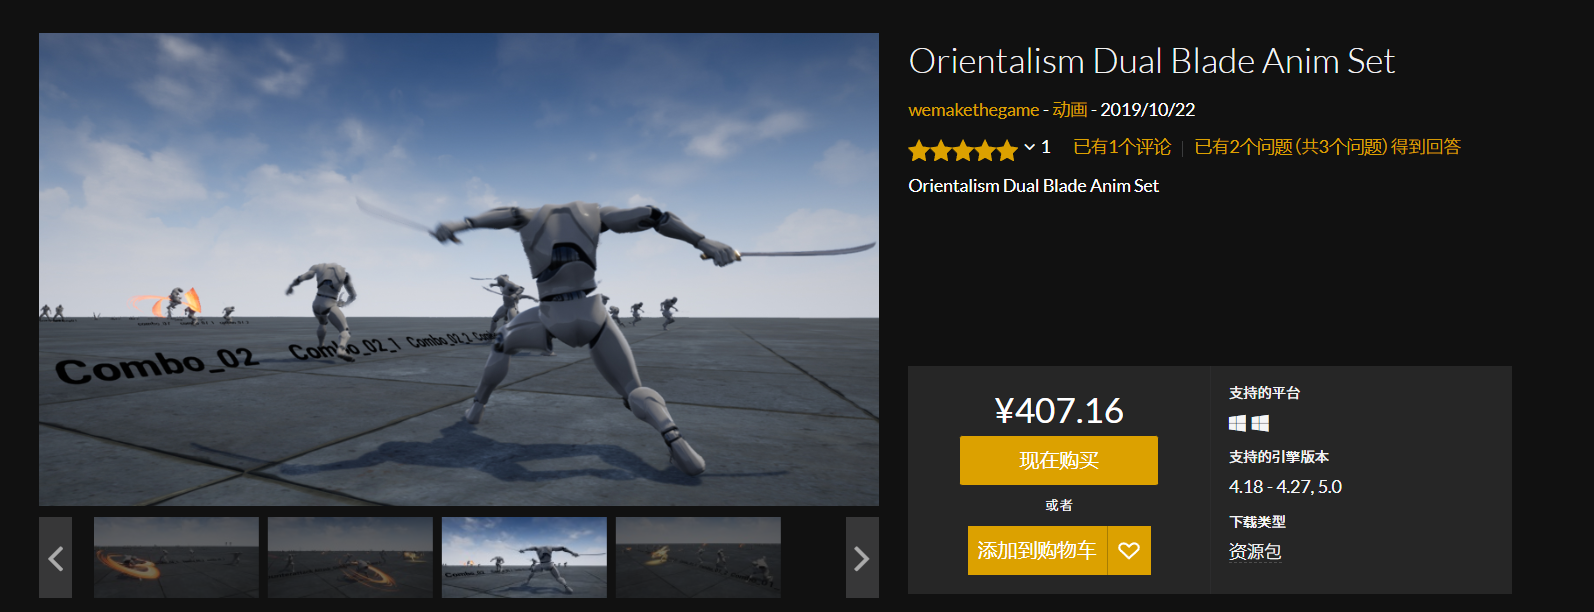 Orientalism Dual Blade Anim Set
wemakethegame - 动画 - 2019/10/22
1 已有1个评论 已有2个问题 (共3个问题) 得到回答
Orientalism Dual Blade Anim Set
Combo_02 Combo_02_1 Combo_02_2
¥407.16
现在购买
或者
添加到购物车
支持的平台
支持的引擎版本
4.18 - 4.27, 5.0
下载类型
资源包